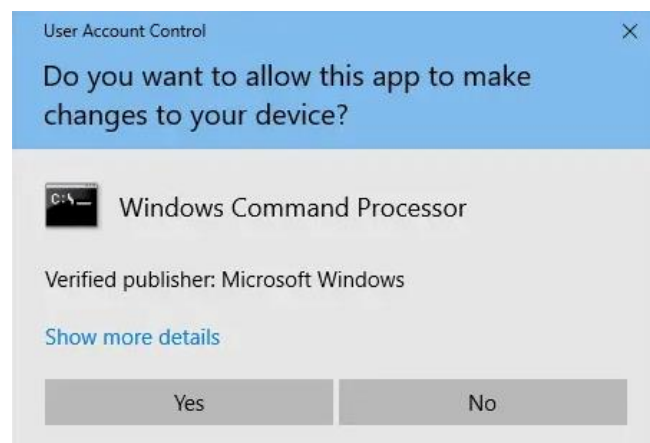 User Account Control
Do you want to allow this app to make
changes to your device?
C:\_
Windows Command Processor
Verified publisher: Microsoft Windows
Show more details
Yes
No